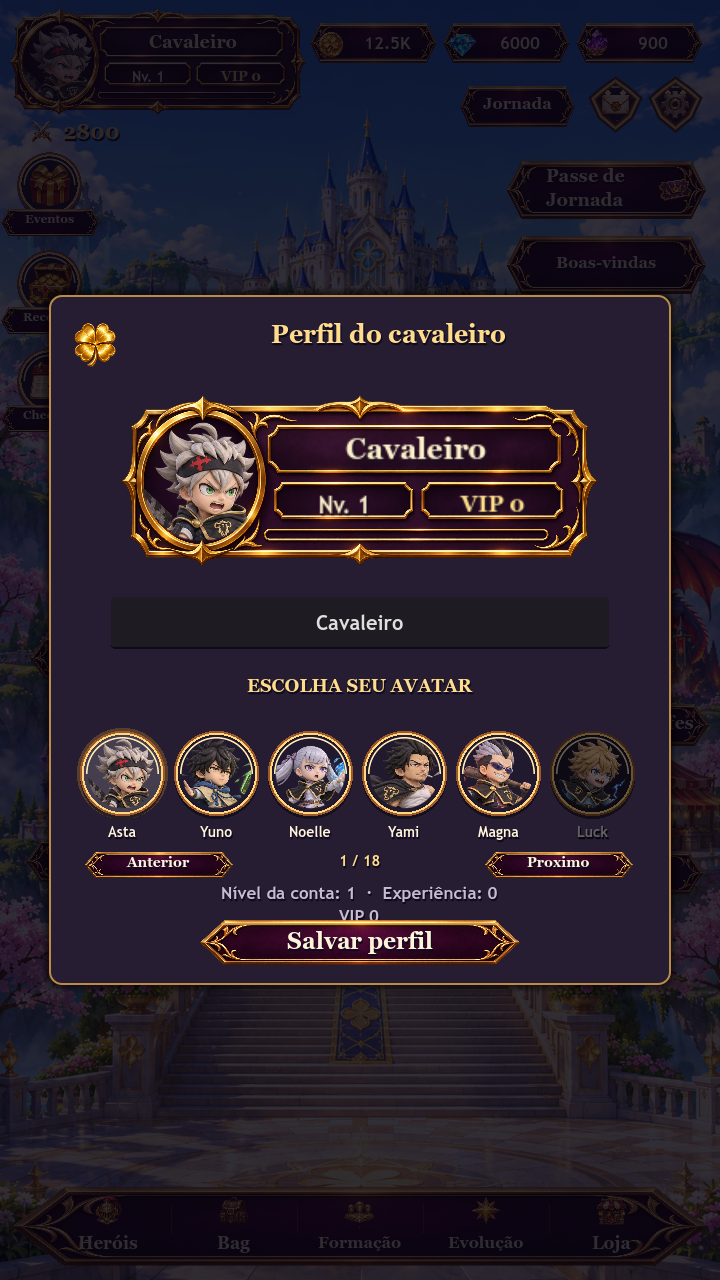 Cavaleiro
Nv. 1
VIP 0
12.5K
6000
900
Jornada
2800
Eventos
Passe de
Jornada
Boas-vindas
Perfil do cavaleiro
Cavaleiro
Nv. 1
VIP 0
Cavaleiro
ESCOLHA SEU AVATAR
Asta
Yuno
Noelle
Yami
Magna
Luck
Anterior
1 / 18
Proximo
Nível da conta: 1 · Experiência: 0
VIP 0
Salvar perfil
Heróis
Bag
Formação
Evolução
Loja